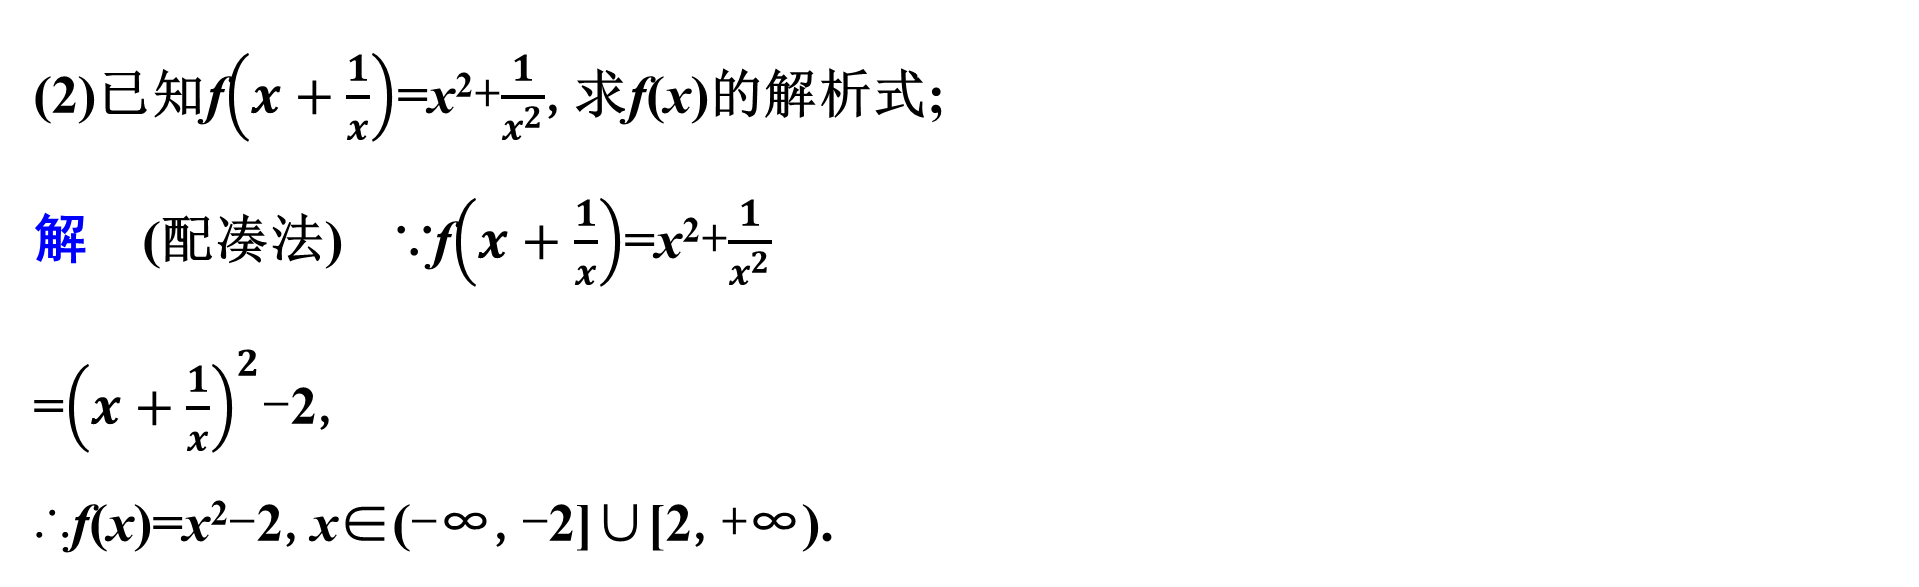 (2)已知f(x + 1/x)=x²+1/x², 求f(x)的解析式;
解 (配凑法) ∵f(x + 1/x)=x²+1/x²
=(x + 1/x)²−2,
∴f(x)=x²−2, x∈(−∞, −2]∪[2, +∞).